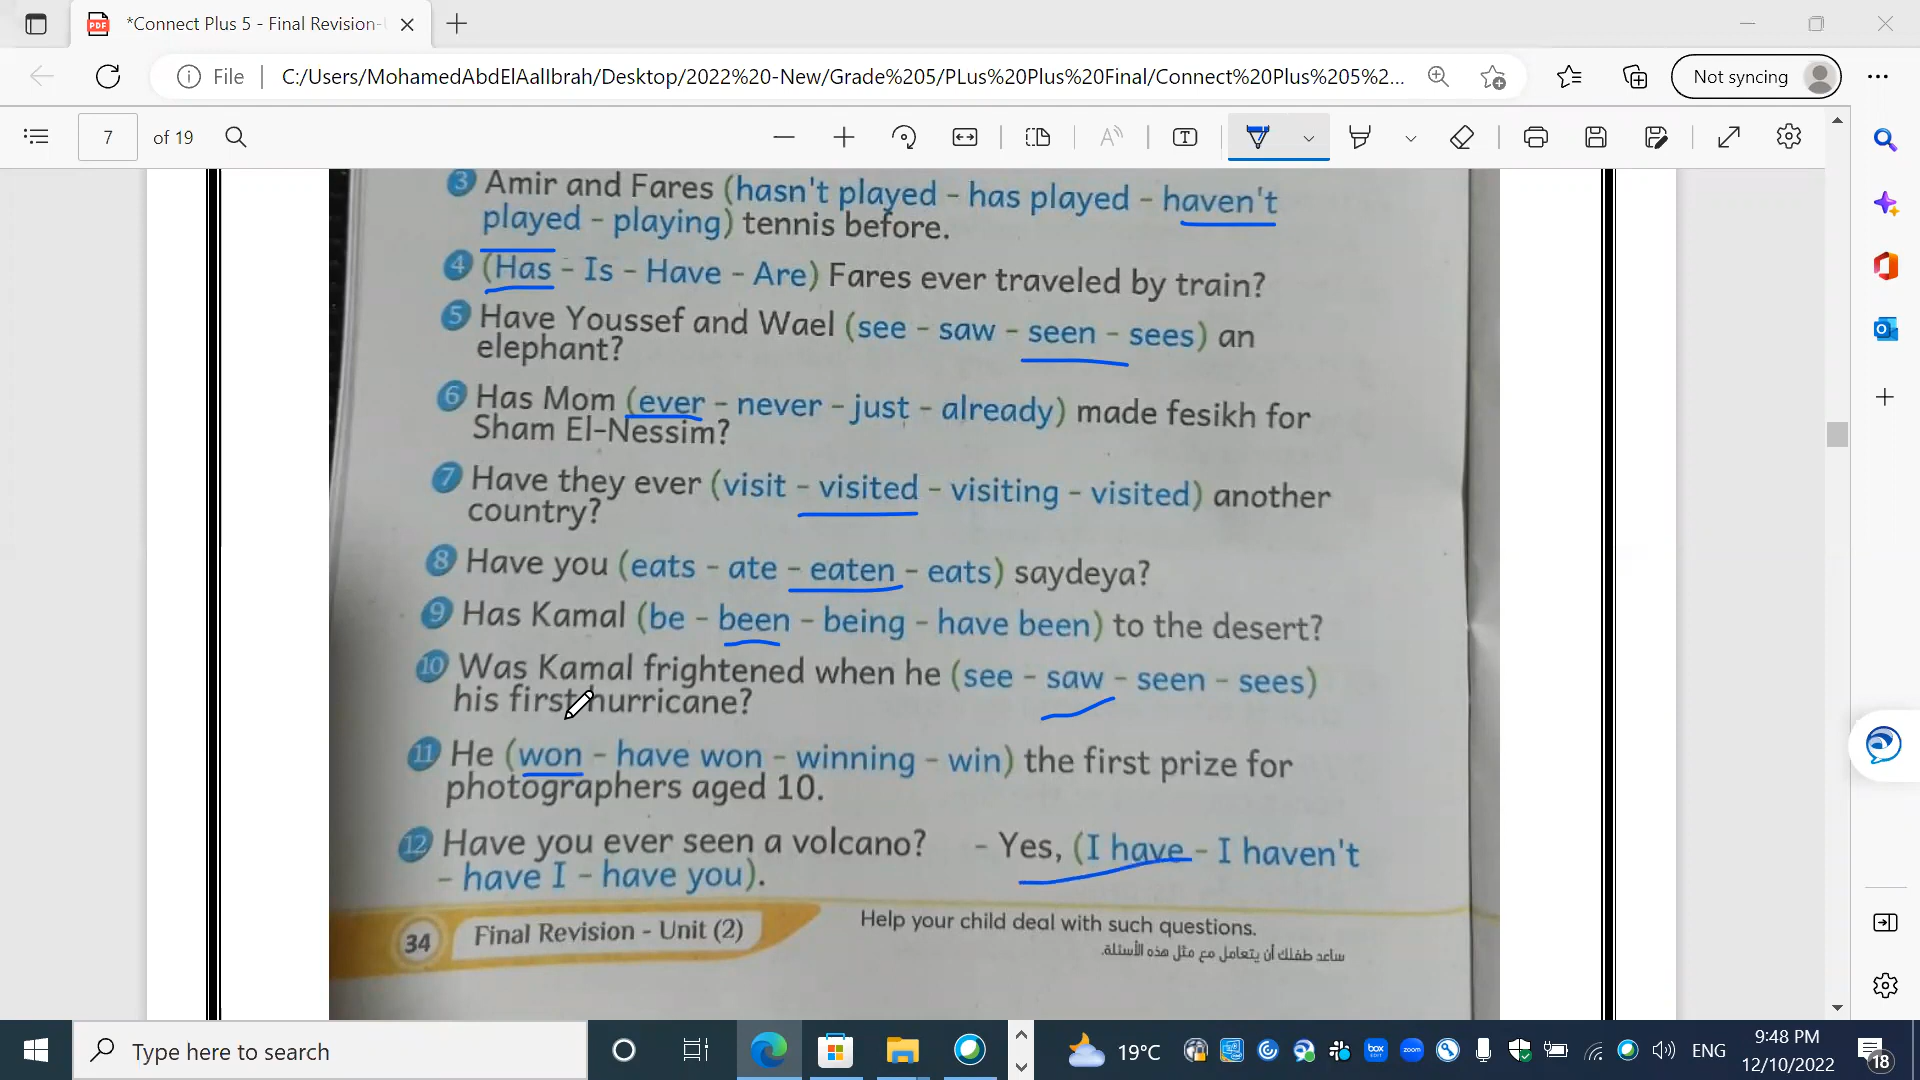 *Connect Plus 5 - Final Revision-
File
C:/Users/MohamedAbdElAalIbrah/Desktop/2022%20-New/Grade%205/PLus%20Plus%20Final/Connect%20Plus%205%2...
Not syncing
7 of 19
3 Amir and Fares (hasn't played - has played - haven't
played - playing) tennis before.
4 (Has - Is - Have - Are) Fares ever traveled by train?
5 Have Youssef and Wael (see - saw - seen - sees) an
elephant?
6 Has Mom (ever - never - just - already) made fesikh for
Sham El-Nessim?
7 Have they ever (visit - visited - visiting - visited) another
country?
8 Have you (eats - ate - eaten - eats) saydeya?
9 Has Kamal (be - been - being - have been) to the desert?
10 Was Kamal frightened when he (see - saw - seen - sees)
his first hurricane?
11 He (won - have won - winning - win) the first prize for
photographers aged 10.
12 Have you ever seen a volcano? - Yes, (I have - I haven't
- have I - have you).
34 Final Revision - Unit (2)
Help your child deal with such questions.
ساعد طفلك أن يتعامل مع مثل هذه الأسئلة.
Type here to search
19°C
ENG
9:48 PM
12/10/2022
18